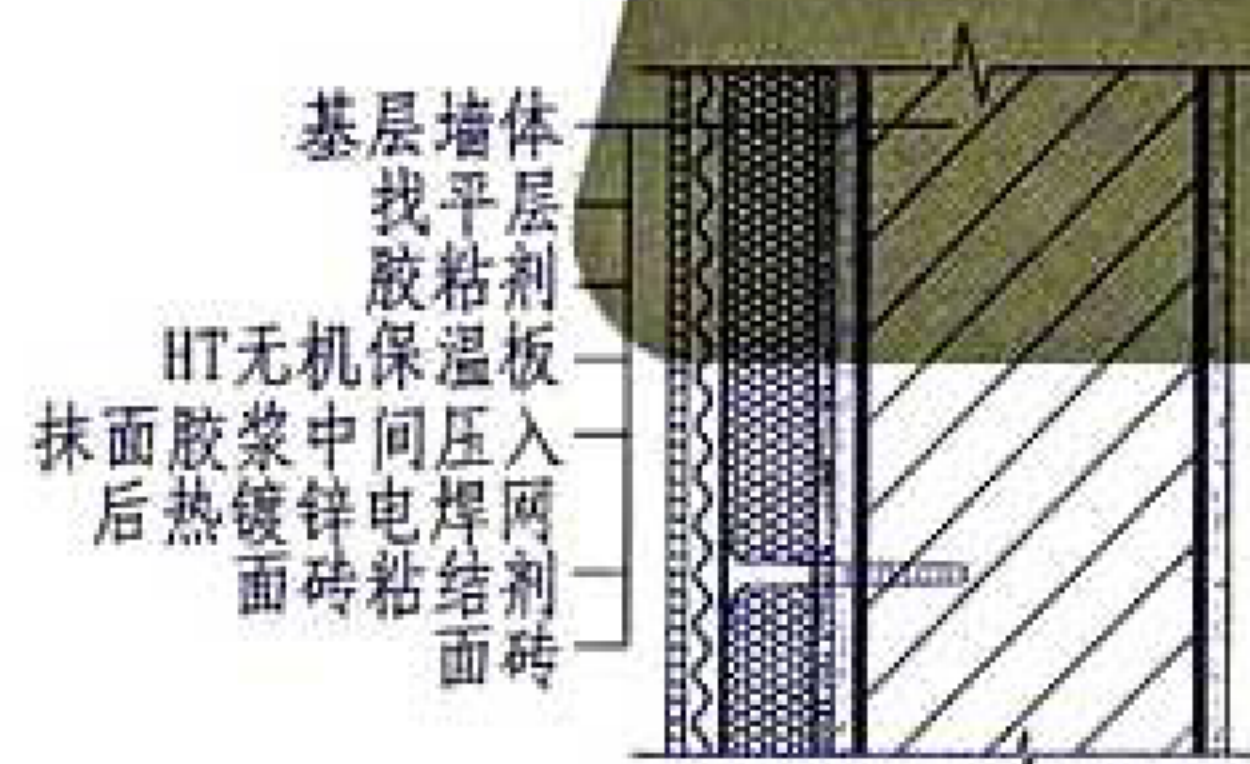 基层墙体
找平层
胶粘剂
HT无机保温板
抹面胶浆中间压入
后热镀锌电焊网
面砖粘结剂
面砖